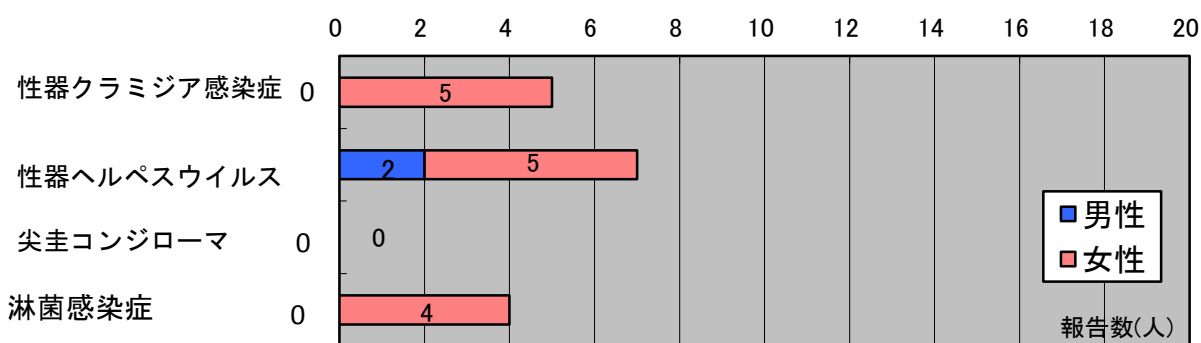 0 2 4 6 8 10 12 14 16 18 20
性器クラミジア感染症 0 5
性器ヘルペスウイルス 2 5
尖圭コンジローマ 0 0
淋菌感染症 0 4
男性
女性
報告数(人)